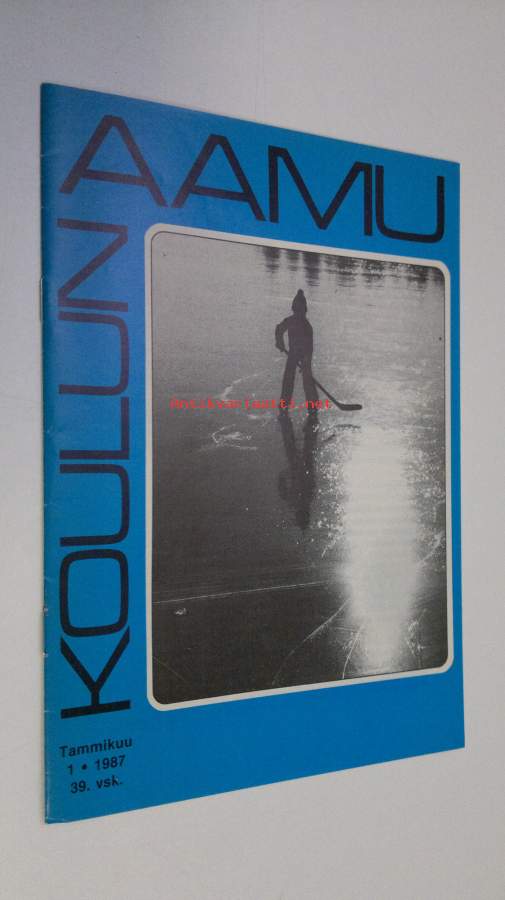 KOULUN
AAMU
Antikvariaatti.net
Tammikuu
1 • 1987
39. vsk.